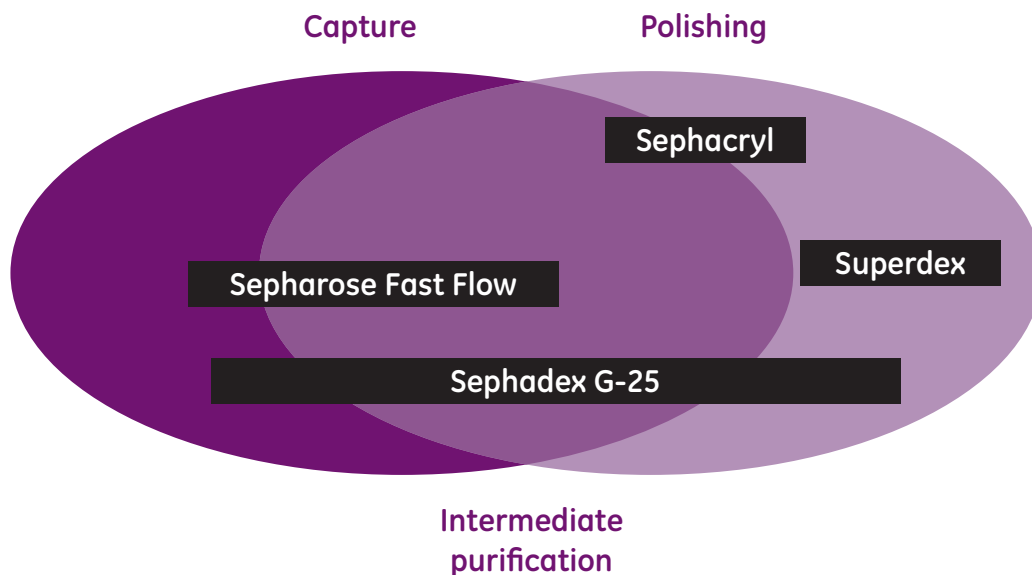 Capture
Polishing
Sephacryl
Superdex
Sepharose Fast Flow
Sephadex G-25
Intermediate
purification